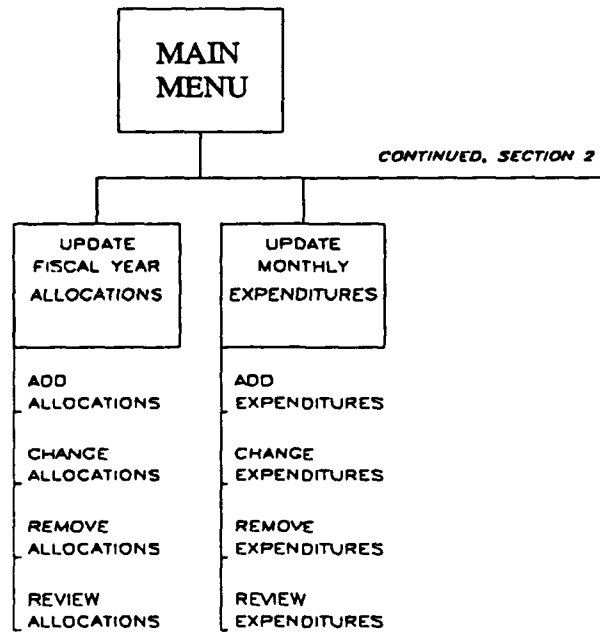 MAIN
MENU
CONTINUED, SECTION 2
UPDATE
FISCAL YEAR
ALLOCATIONS
UPDATE
MONTHLY
EXPENDITURES
ADD
ALLOCATIONS
CHANGE
ALLOCATIONS
REMOVE
ALLOCATIONS
REVIEW
ALLOCATIONS
ADD
EXPENDITURES
CHANGE
EXPENDITURES
REMOVE
EXPENDITURES
REVIEW
EXPENDITURES